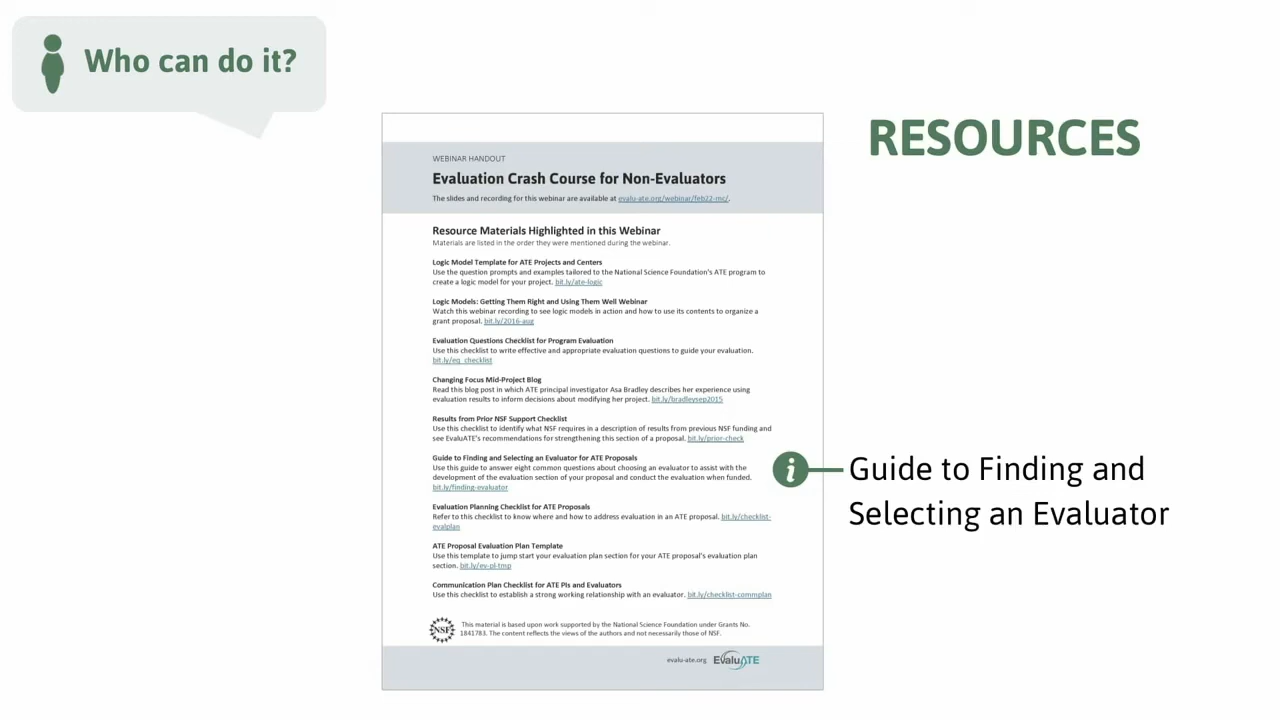 Who can do it?
RESOURCES
WEBINAR HANDOUT
Evaluation Crash Course for Non-Evaluators
The slides and recording for this webinar are available at evalu-ate.org/webinar/feb22-mc/.
Resource Materials Highlighted in this Webinar
Materials are listed in the order they were mentioned during the webinar.
Logic Model Template for ATE Projects and Centers
Use the question prompts and examples tailored to the National Science Foundation's ATE program to
create a logic model for your project. bit.ly/ate-logic
Logic Models: Getting Them Right and Using Them Well Webinar
Watch this webinar recording to see logic models in action and how to use its contents to organize a
grant proposal. bit.ly/2016-aug
Evaluation Questions Checklist for Program Evaluation
Use this checklist to write effective and appropriate evaluation questions to guide your evaluation.
bit.ly/eq_checklist
Changing Focus Mid-Project Blog
Read this blog post in which ATE principal investigator Asa Bradley describes her experience using
evaluation results to inform decisions about modifying her project. bit.ly/bradleysep2015
Results from Prior NSF Support Checklist
Use this checklist to identify what NSF requires in a description of results from previous NSF funding and
see EvaluATE's recommendations for strengthening this section of a proposal. bit.ly/prior-check
Guide to Finding and Selecting an Evaluator for ATE Proposals
Use this guide to answer eight common questions about choosing an evaluator to assist with the
development of the evaluation section of your proposal and conduct the evaluation when funded.
bit.ly/finding-evaluator
Evaluation Planning Checklist for ATE Proposals
Refer to this checklist to know where and how to address evaluation in an ATE proposal. bit.ly/checklist-
evalplan
ATE Proposal Evaluation Plan Template
Use this template to jump start your evaluation plan section for your ATE proposal's evaluation plan
section. bit.ly/ev-pl-tmp
Communication Plan Checklist for ATE PIs and Evaluators
Use this checklist to establish a strong working relationship with an evaluator. bit.ly/checklist-commplan
NSF
This material is based upon work supported by the National Science Foundation under Grants No.
1841783. The content reflects the views of the authors and not necessarily those of NSF.
evalu-ate.org EvaluATE
i
Guide to Finding and
Selecting an Evaluator